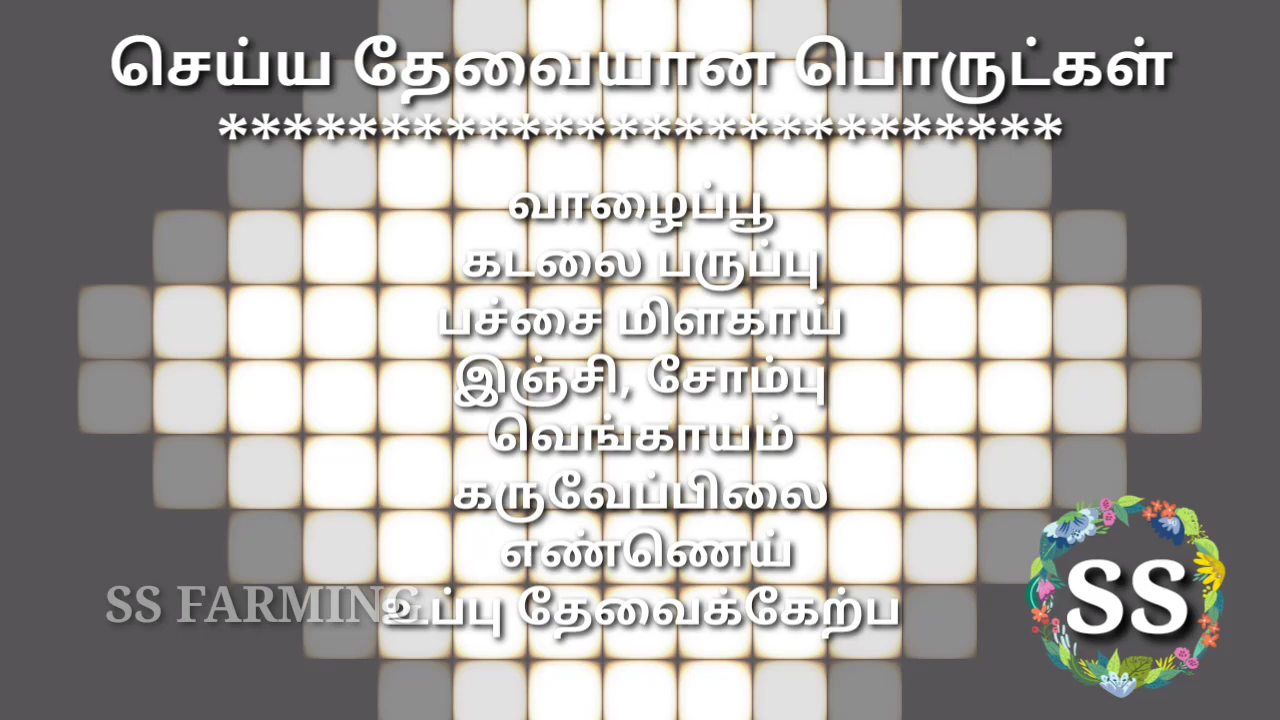 செய்ய தேவையான பொருட்கள்
**************************
வாழைப்பூ
கடலை பருப்பு
பச்சை மிளகாய்
இஞ்சி, சோம்பு
வெங்காயம்
கருவேப்பிலை
எண்ணெய்
உப்பு தேவைக்கேற்ப
SS FARMING
SS